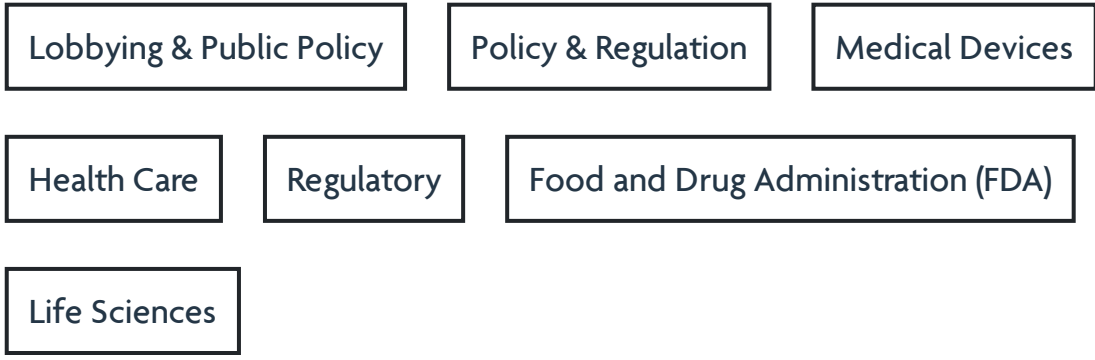 Lobbying & Public Policy Policy & Regulation Medical Devices
Health Care Regulatory Food and Drug Administration (FDA)
Life Sciences